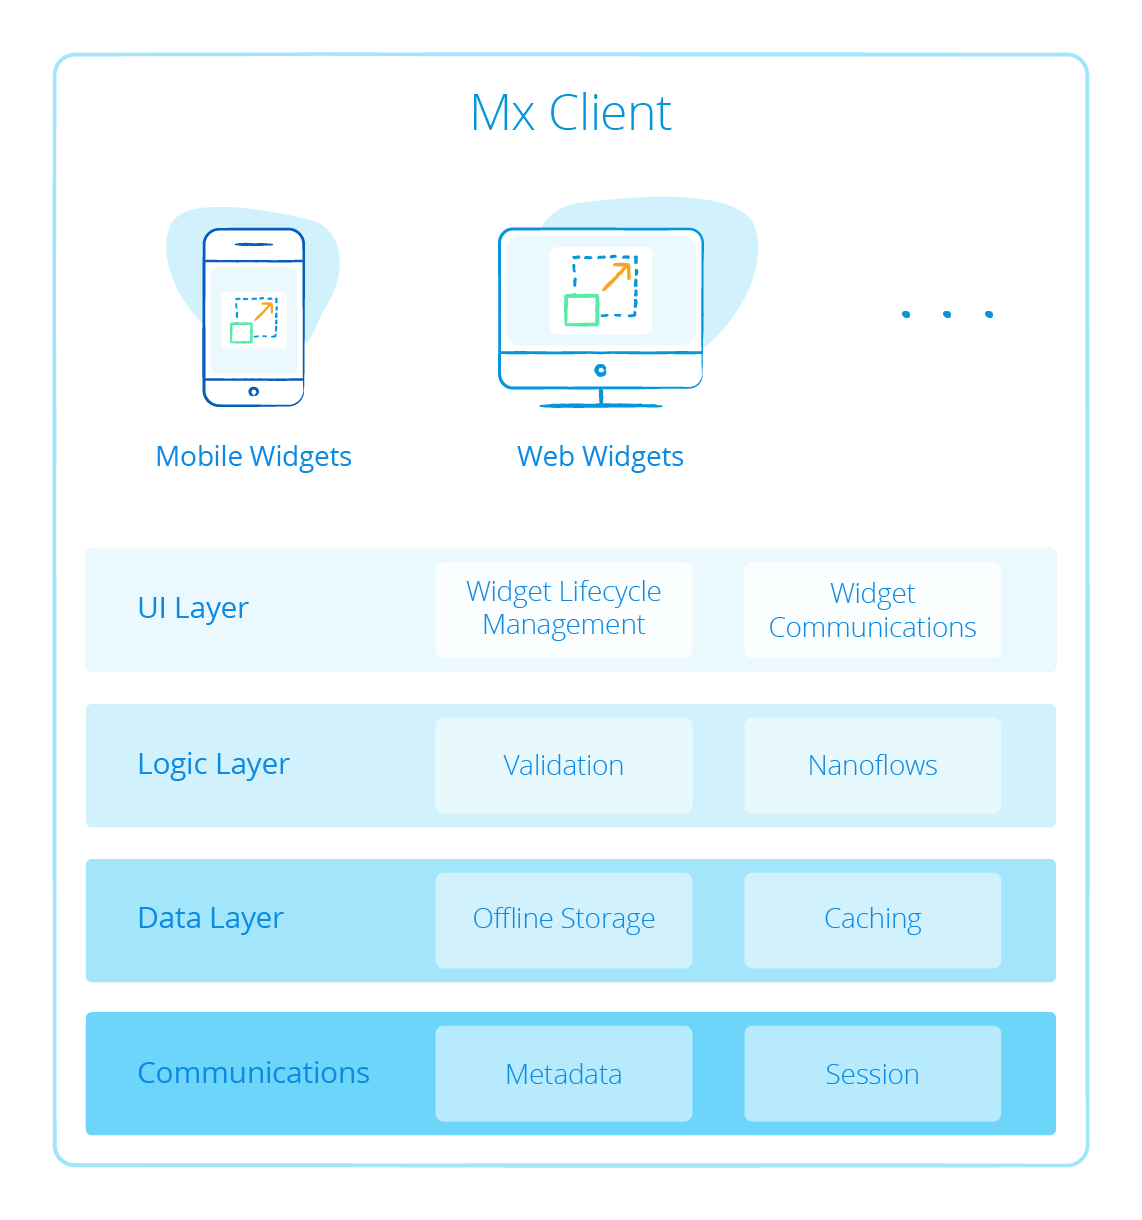 Mx Client
Mobile Widgets
Web Widgets
. . .
UI Layer
Widget Lifecycle
Management
Widget
Communications
Logic Layer
Validation
Nanoflows
Data Layer
Offline Storage
Caching
Communications
Metadata
Session